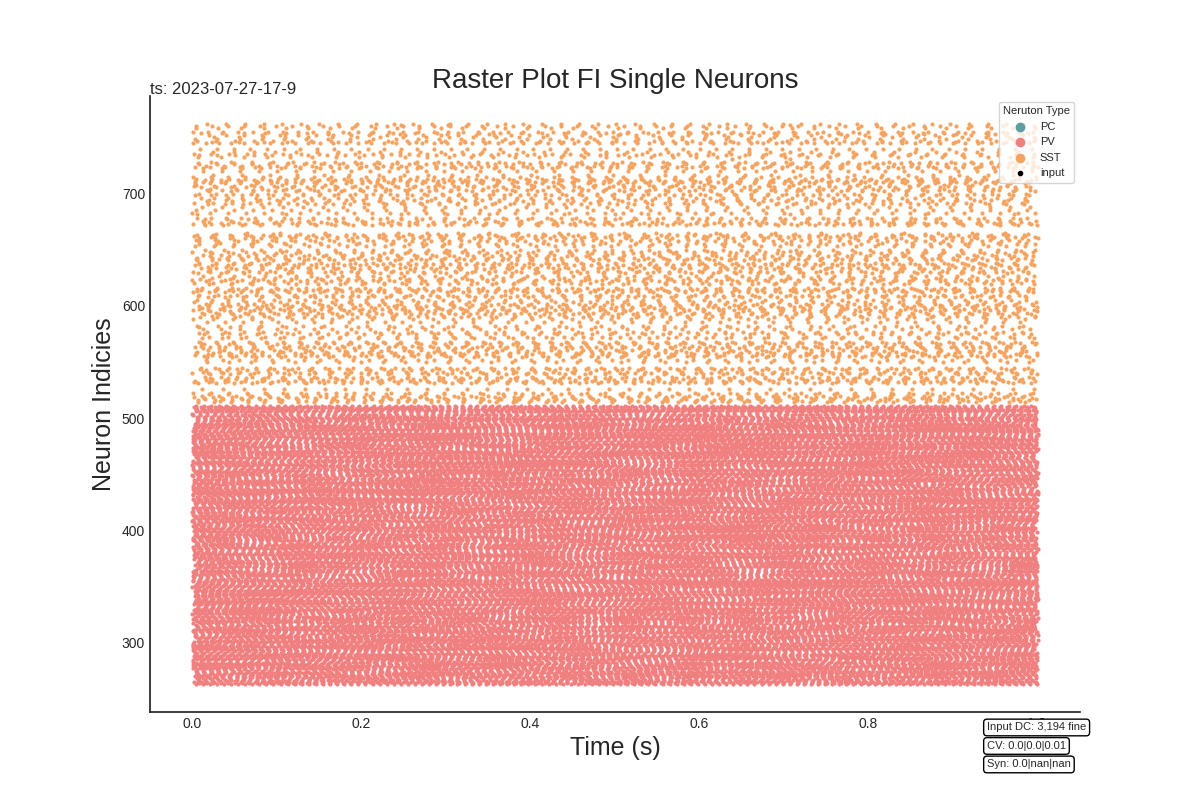 Raster Plot FI Single Neurons
ts: 2023-07-27-17-9
Neruton Type
PC
PV
SST
input
700
600
500
400
300
Neuron Indicies
0.0
0.2
0.4
0.6
0.8
Time (s)
Input DC: 3,194 fine
CV: 0.0|0.0|0.01
Syn: 0.0|nan|nan